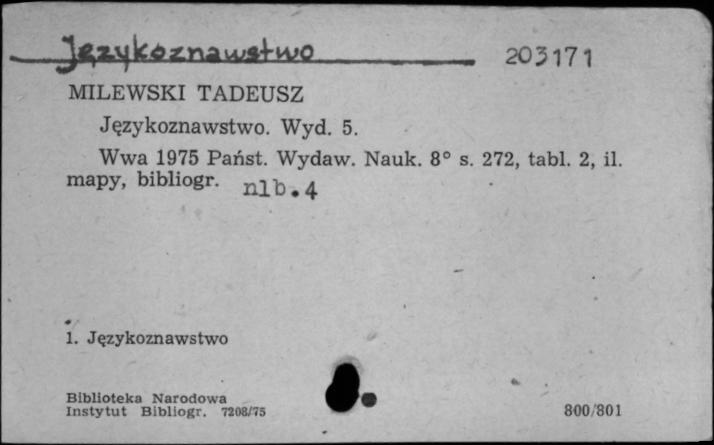 Językoznawstwo 203171
MILEWSKI TADEUSZ
Językoznawstwo. Wyd. 5.
Wwa 1975 Państ. Wydaw. Nauk. 8° s. 272, tabl. 2, il.
mapy, bibliogr. nlb.4
1. Językoznawstwo
Biblioteka Narodowa
Instytut Bibliogr. 7208/75 800/801